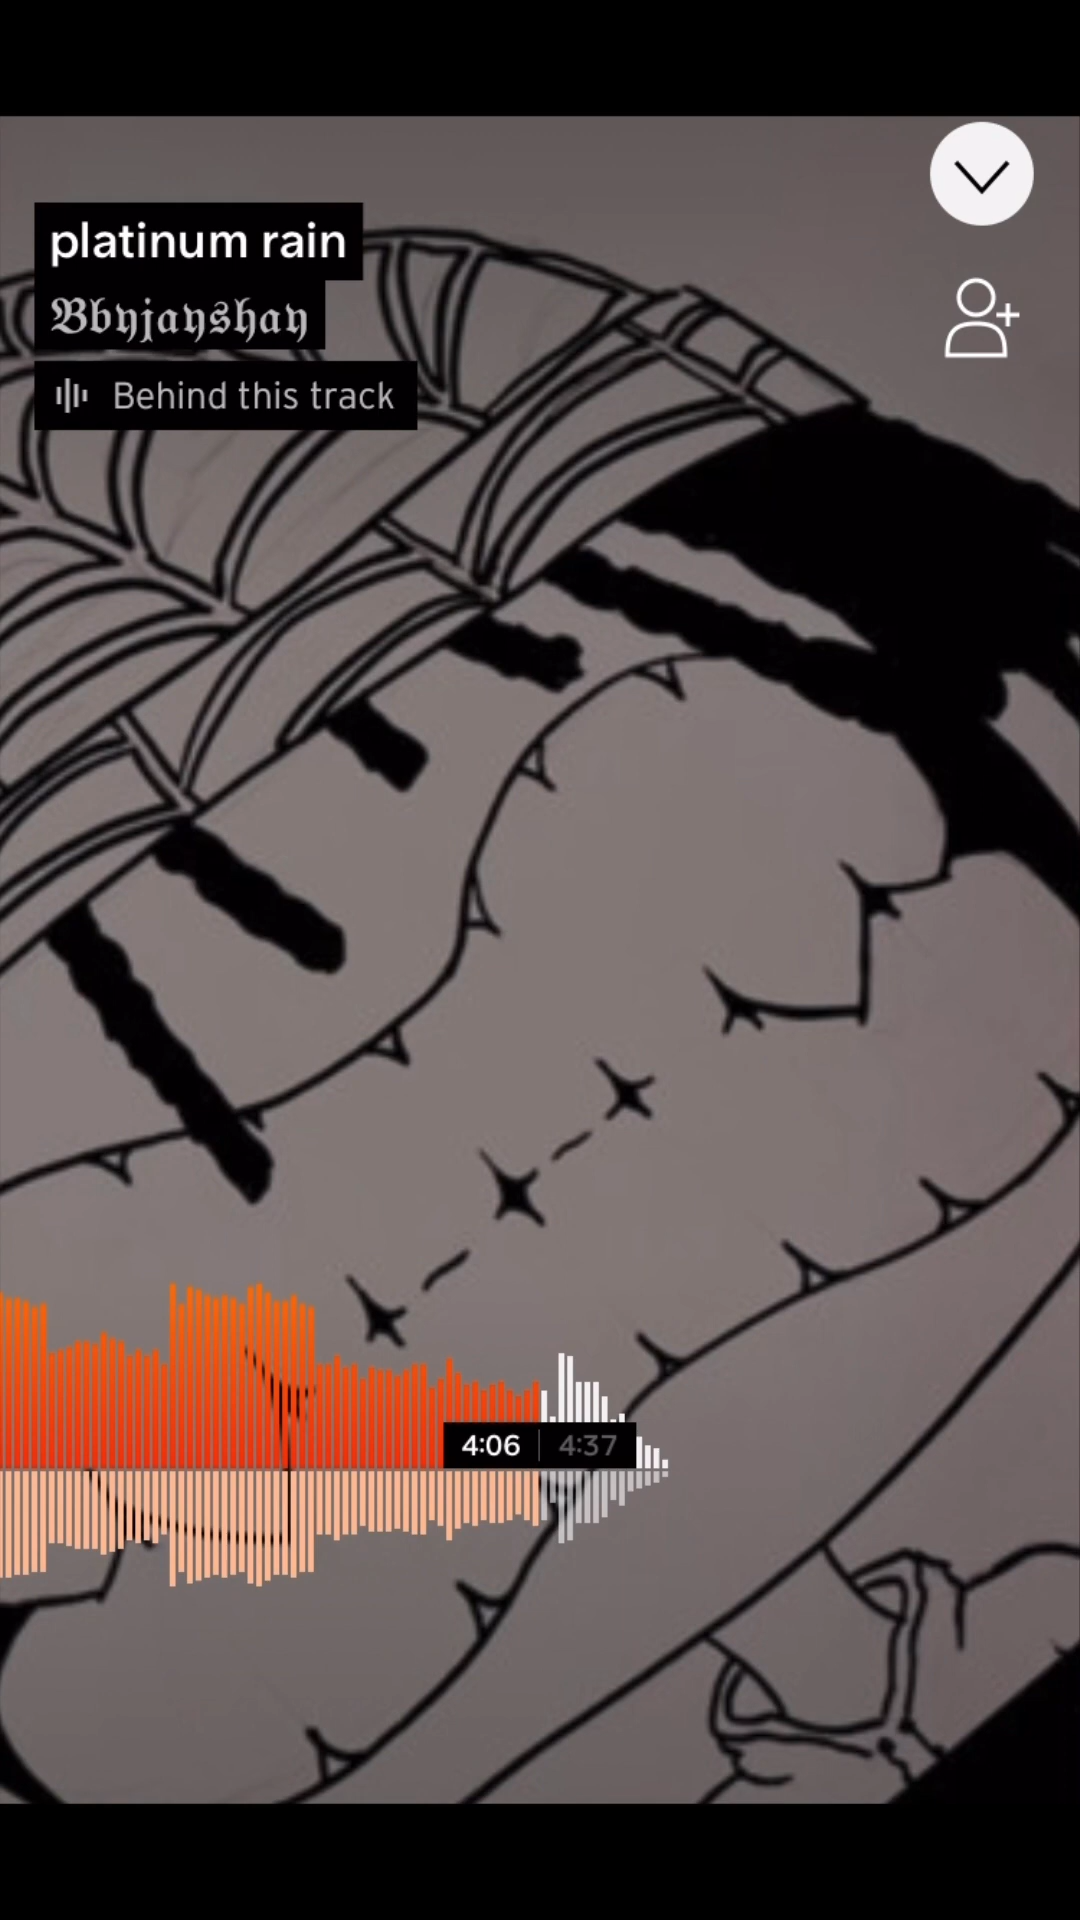 platinum rain
𝕭𝖇𝖞𝖏𝖆𝖞𝖘𝖍𝖆𝖞
Behind this track
4:06 | 4:37